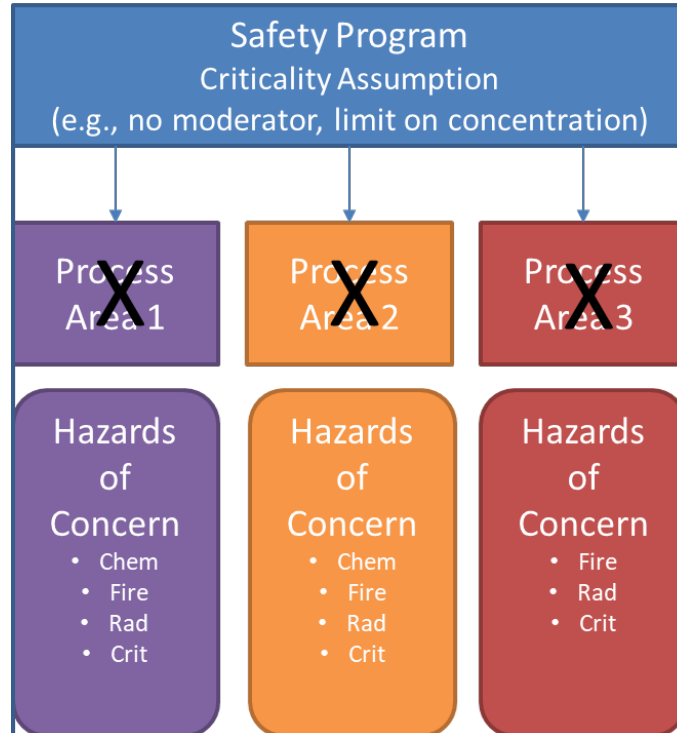 Safety Program
Criticality Assumption
(e.g., no moderator, limit on concentration)
Process
Area 1
X
Process
Area 2
X
Process
Area 3
X
Hazards
of
Concern
• Chem
• Fire
• Rad
• Crit
Hazards
of
Concern
• Chem
• Fire
• Rad
• Crit
Hazards
of
Concern
• Fire
• Rad
• Crit